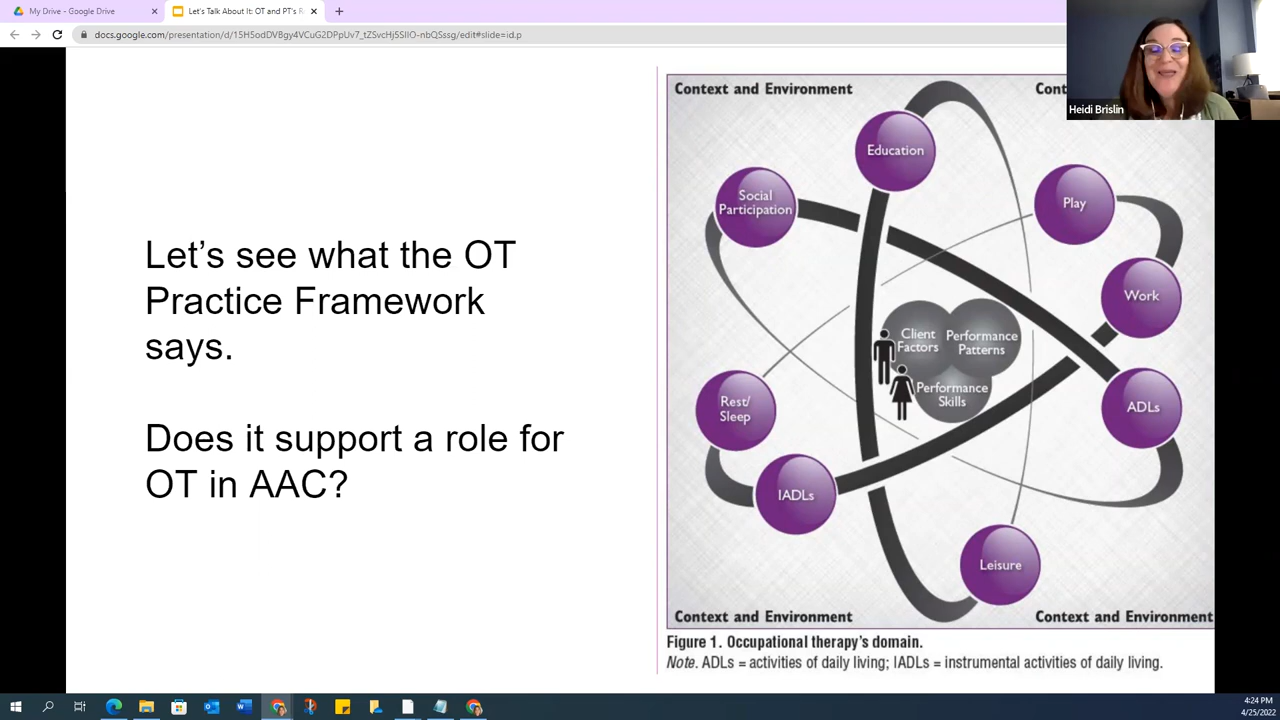 My Drive - Google Drive
Let's Talk About It: OT and PT's R
docs.google.com/presentation/d/15H5odDVBgy4VCuG2DPpUv7_tZSvcHj5SIIO-nbQSssg/edit#slide=id.p
Heidi Brislin
Let's see what the OT
Practice Framework
says.
Does it support a role for
OT in AAC?
Context and Environment
Cont
Education
Social
Participation
Play
Work
Client
Factors
Performance
Patterns
Performance
Skills
Rest/
Sleep
ADLs
IADLs
Leisure
Context and Environment
Context and Environment
Figure 1. Occupational therapy's domain.
Note. ADLs = activities of daily living; IADLs = instrumental activities of daily living.
4:24 PM
4/25/2022